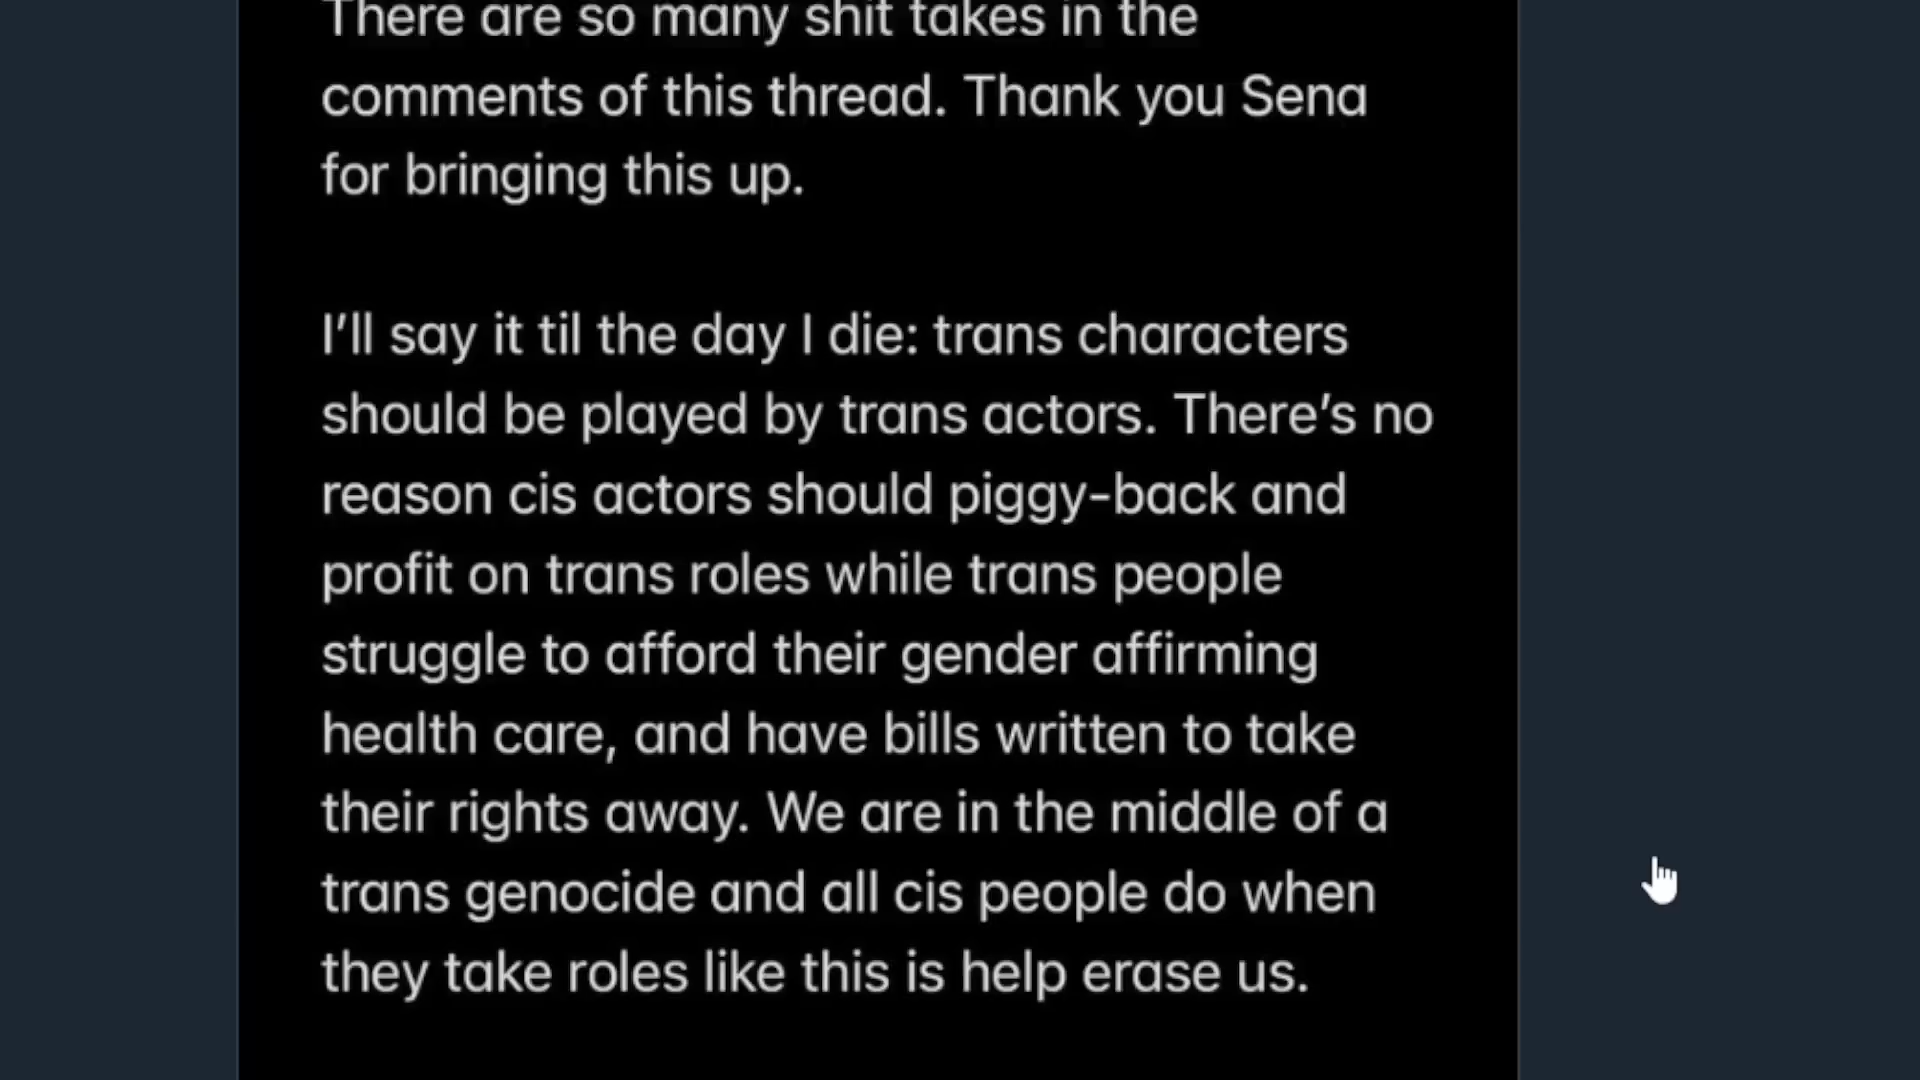 There are so many shit takes in the
comments of this thread. Thank you Sena
for bringing this up.
I’ll say it til the day I die: trans characters
should be played by trans actors. There’s no
reason cis actors should piggy-back and
profit on trans roles while trans people
struggle to afford their gender affirming
health care, and have bills written to take
their rights away. We are in the middle of a
trans genocide and all cis people do when
they take roles like this is help erase us.